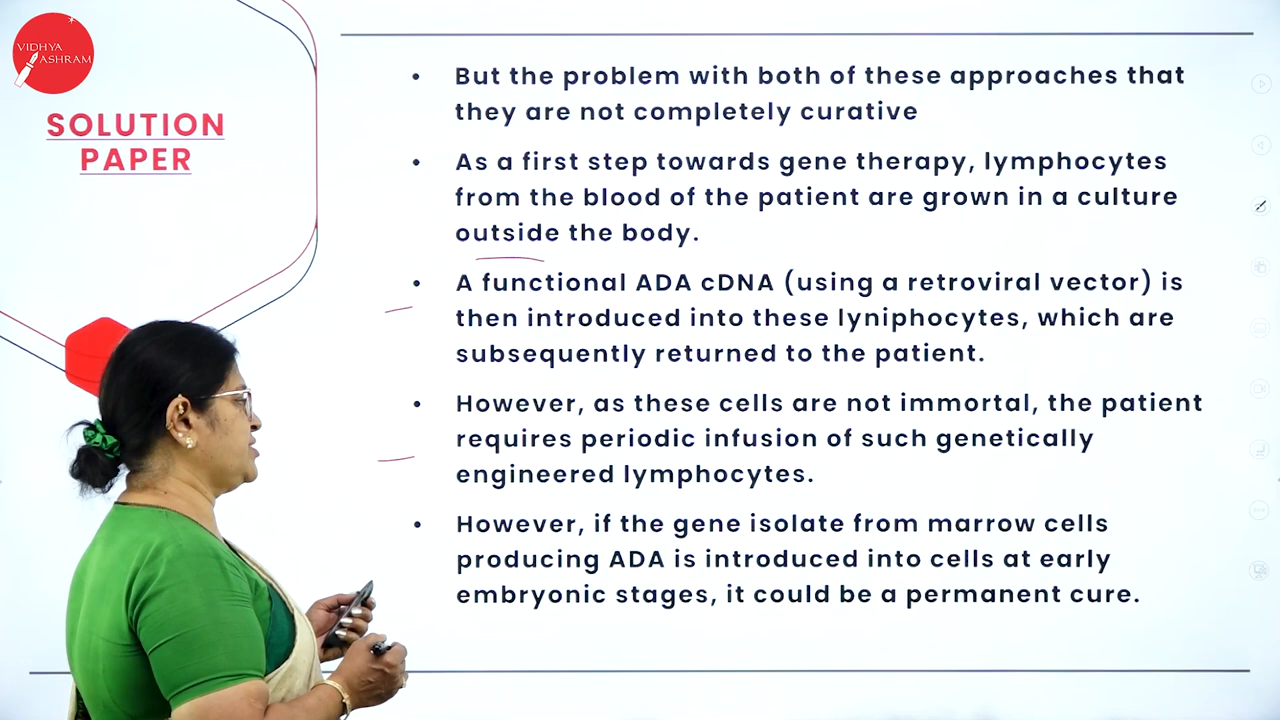 VIDHYA
ASHRAM
SOLUTION
PAPER
• But the problem with both of these approaches that
they are not completely curative
• As a first step towards gene therapy, lymphocytes
from the blood of the patient are grown in a culture
outside the body.
• A functional ADA cDNA (using a retroviral vector) is
then introduced into these lyniphocytes, which are
subsequently returned to the patient.
• However, as these cells are not immortal, the patient
requires periodic infusion of such genetically
engineered lymphocytes.
• However, if the gene isolate from marrow cells
producing ADA is introduced into cells at early
embryonic stages, it could be a permanent cure.